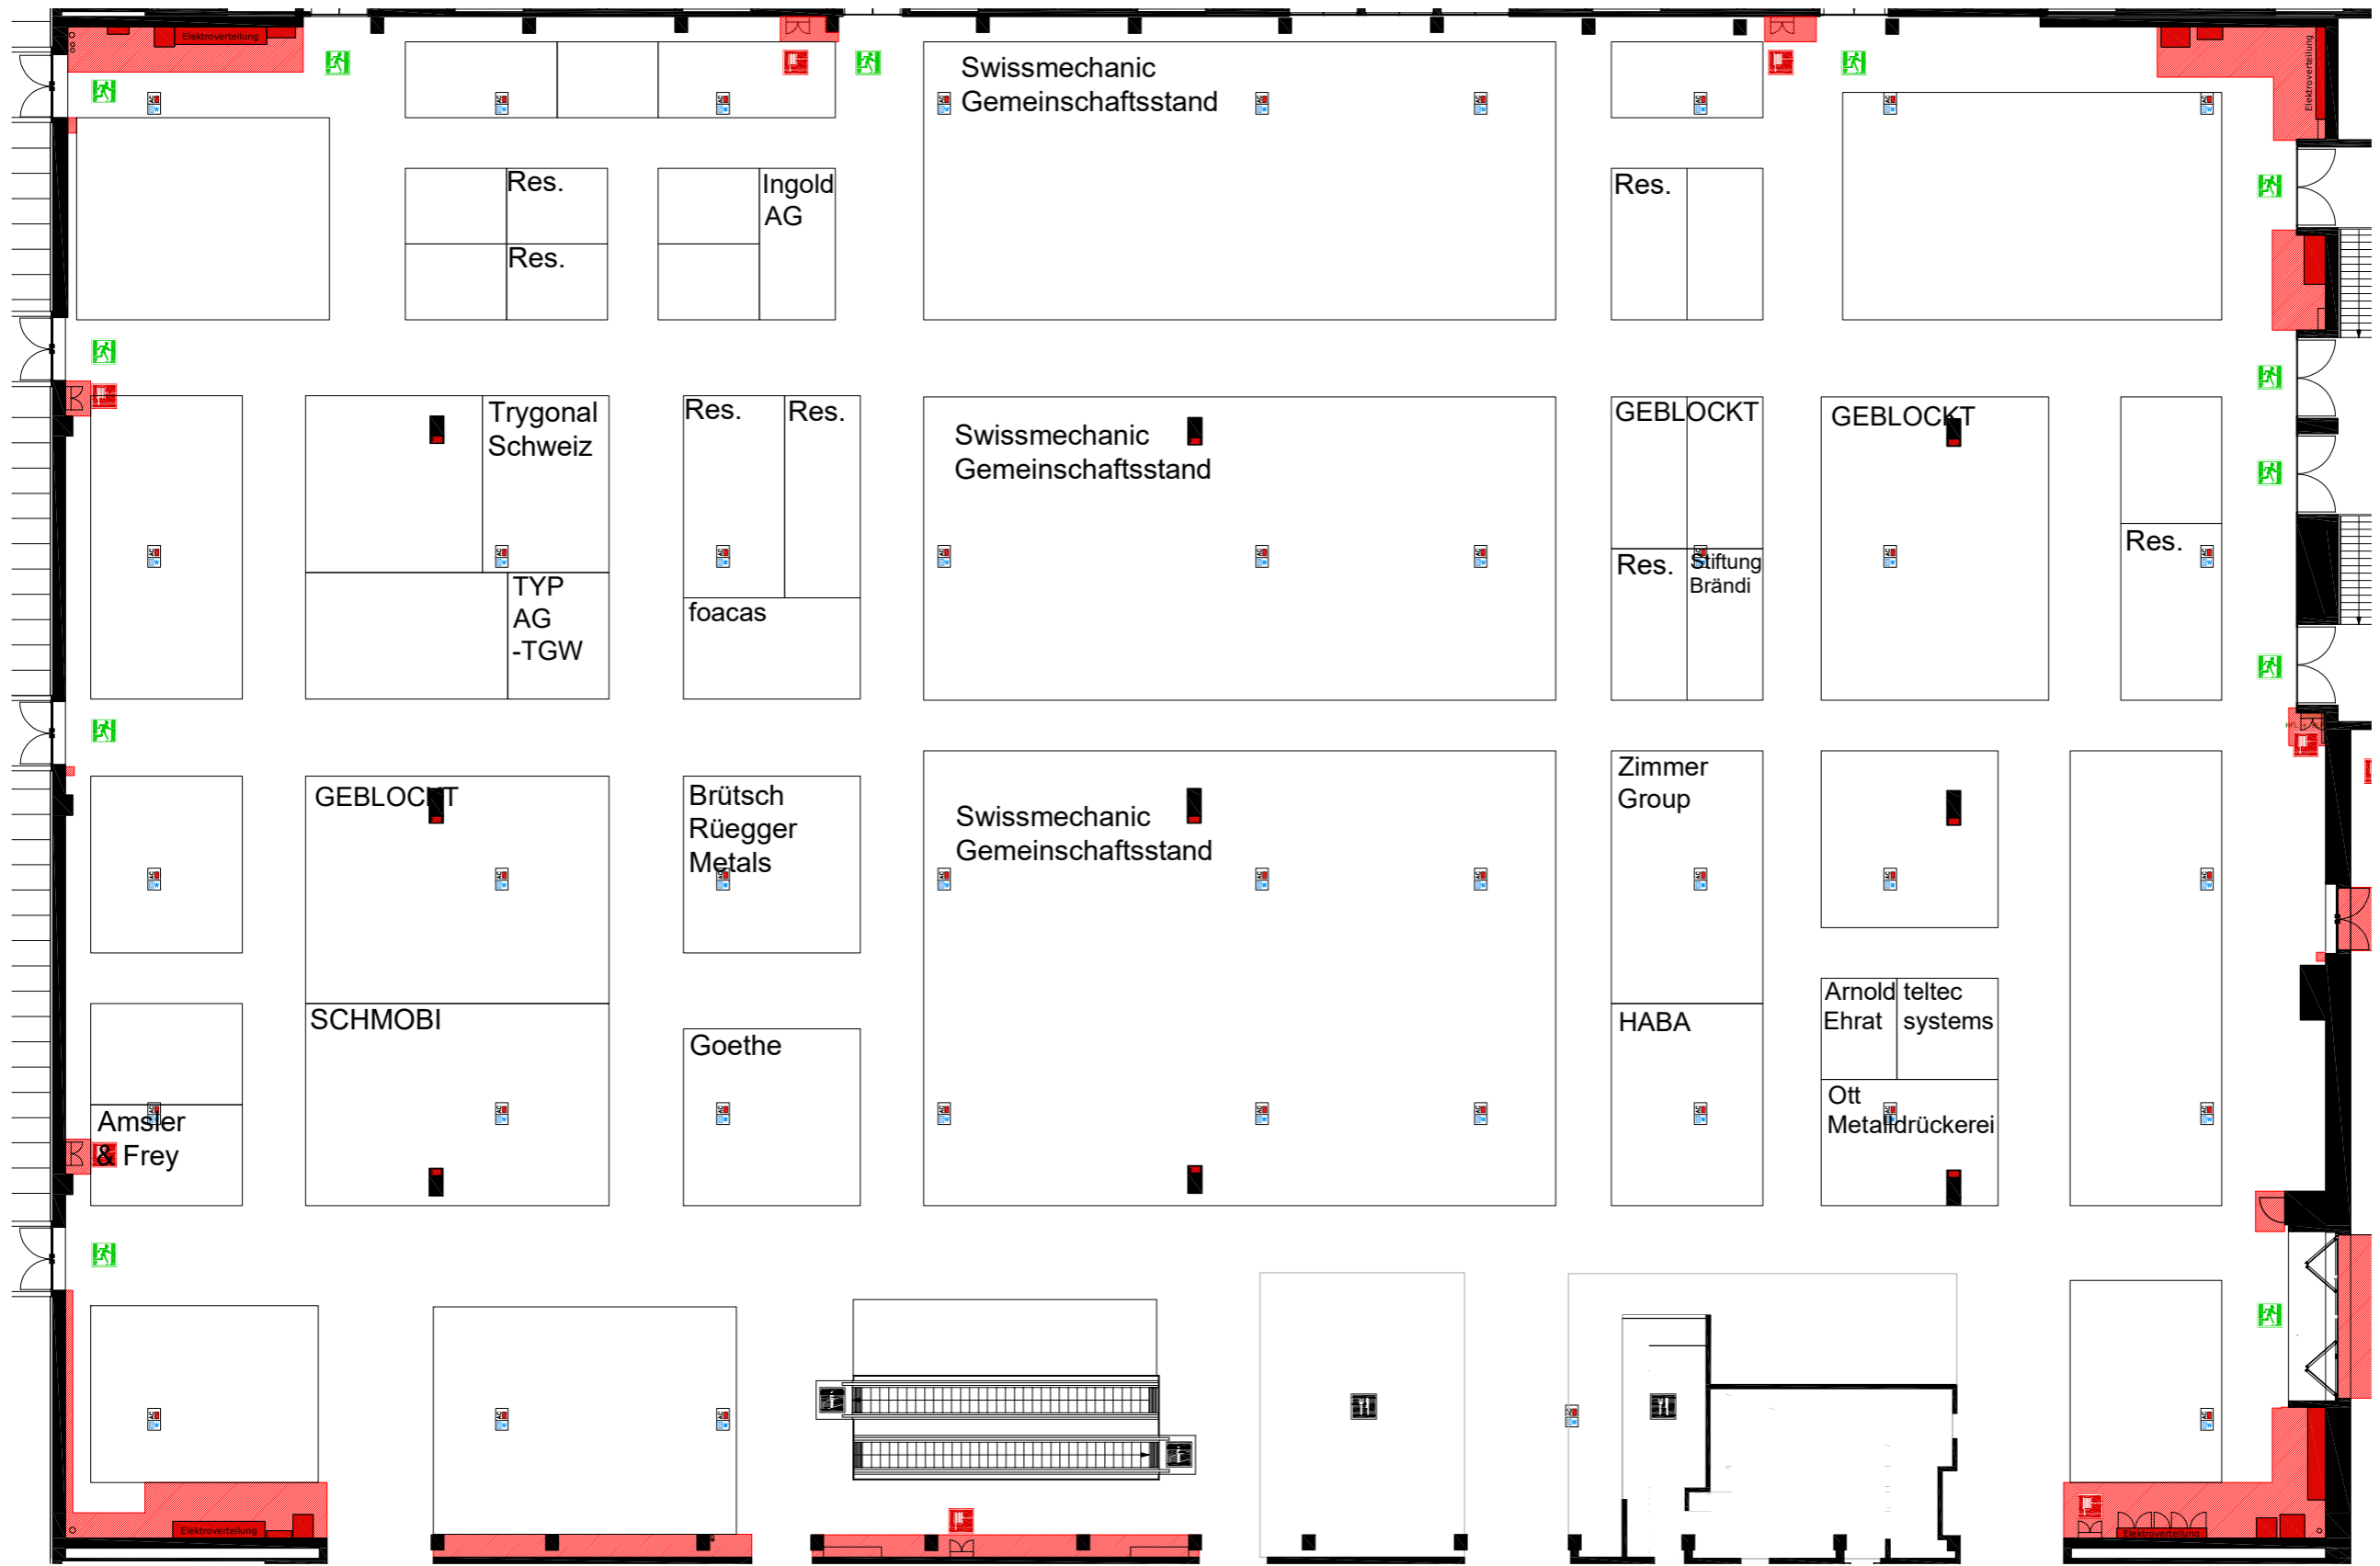 Elektroverteilung
Swissmechanic
Gemeinschaftsstand
Elektroverteilung
Res.
Ingold
AG
Res.
Res.
Trygonal
Schweiz
Res.
Res.
Swissmechanic
Gemeinschaftsstand
GEBLOCKT
GEBLOCKT
Res.
TYP
AG
-TGW
foacas
Res.
Stiftung
Brändi
GEBLOCKT
Brütsch
Rüegger
Metals
Swissmechanic
Gemeinschaftsstand
Zimmer
Group
SCHMOBI
Goethe
HABA
Arnold
Ehrat
teltec
systems
Amsler
& Frey
Ott
Metalldrückerei
Elektroverteilung
Elektroverteilung